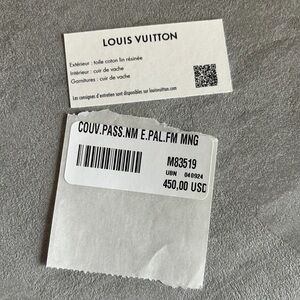 LOUIS VUITTON
Extérieur : toile coton lin résinée
Intérieur : cuir de vache
Garnitures : cuir de vache
Les consignes d'entretien sont disponibles sur louisvuitton.com
COUV.PASS.NM E.PAL.FM MNG
M83519
UBN 040924
450,00 USD